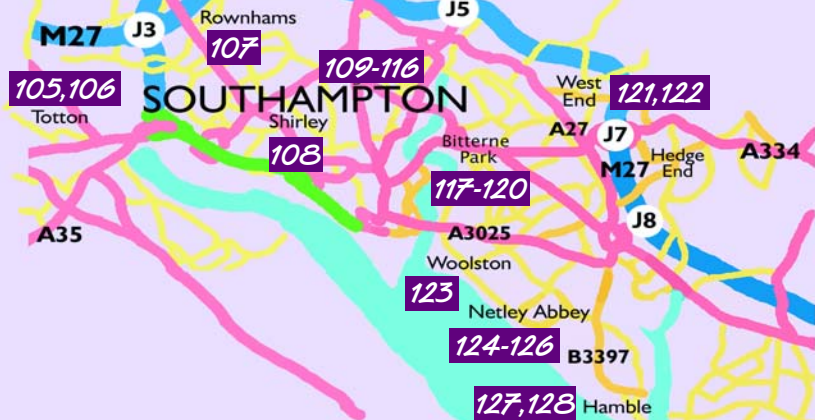 J5
Rownhams
J3
M27
107
109-116
West
End
105,106
121,122
SOUTHAMPTON
Totton
Shirley
A27
J7
Bitterne
Park
108
M27
Hedge
End
A334
117-120
J8
A35
A3025
Woolston
123
Netley Abbey
124-126
B3397
127,128
Hamble